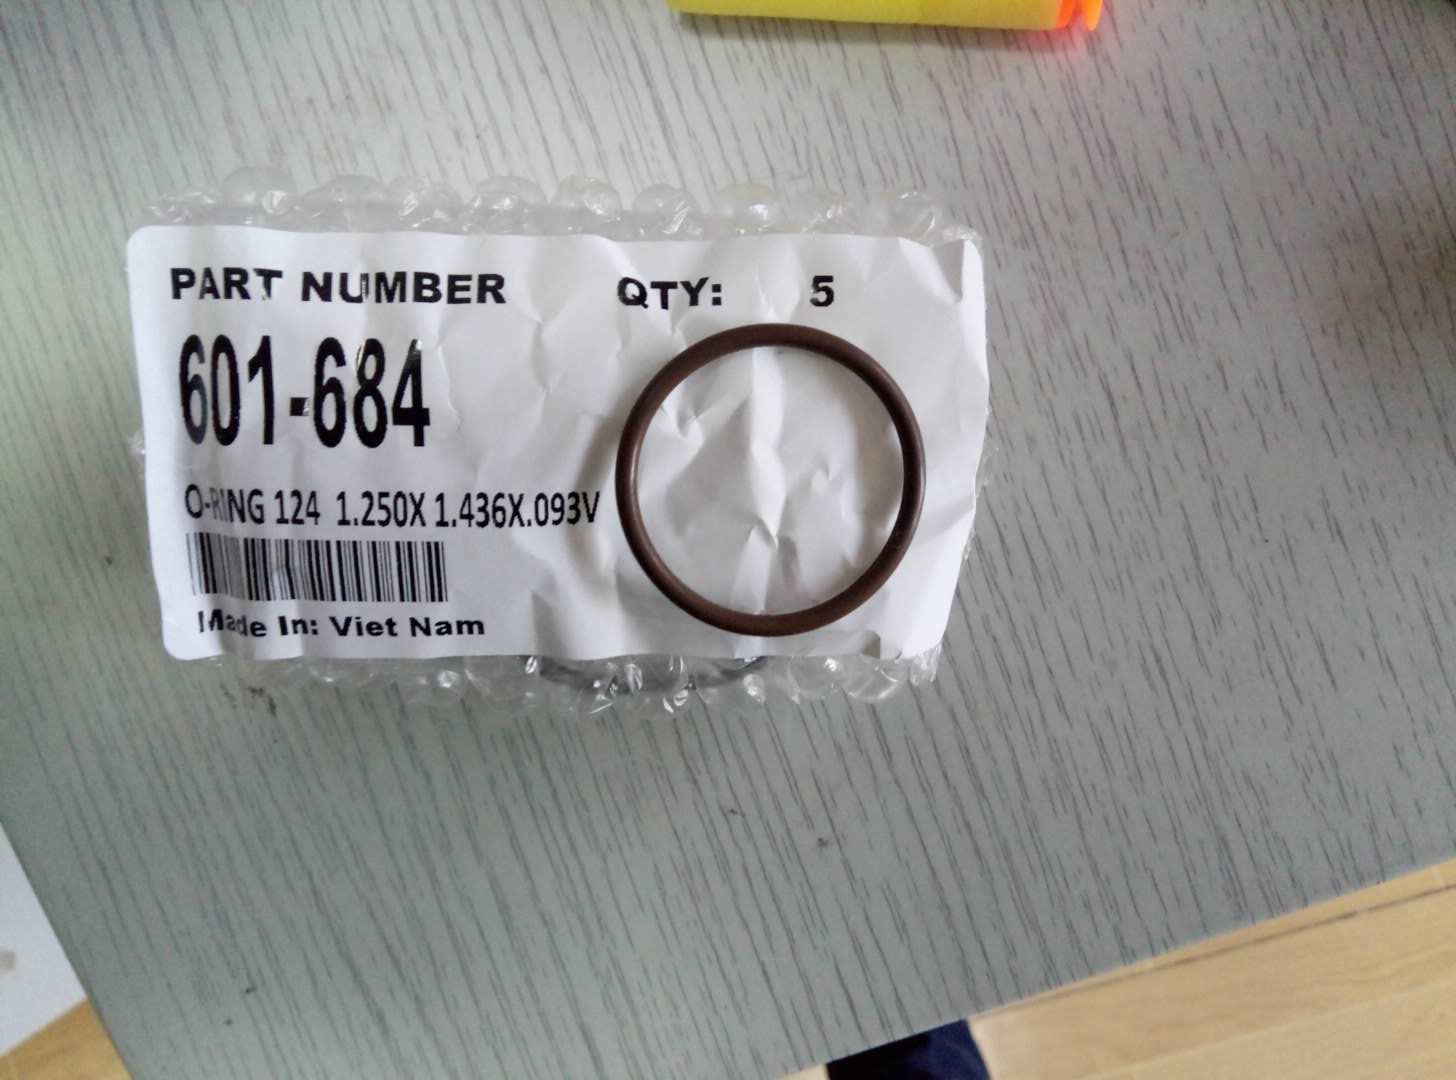 PART NUMBER QTY: 5
601-684
O-RING 124 1.250X 1.436X.093V
Made In: Viet Nam